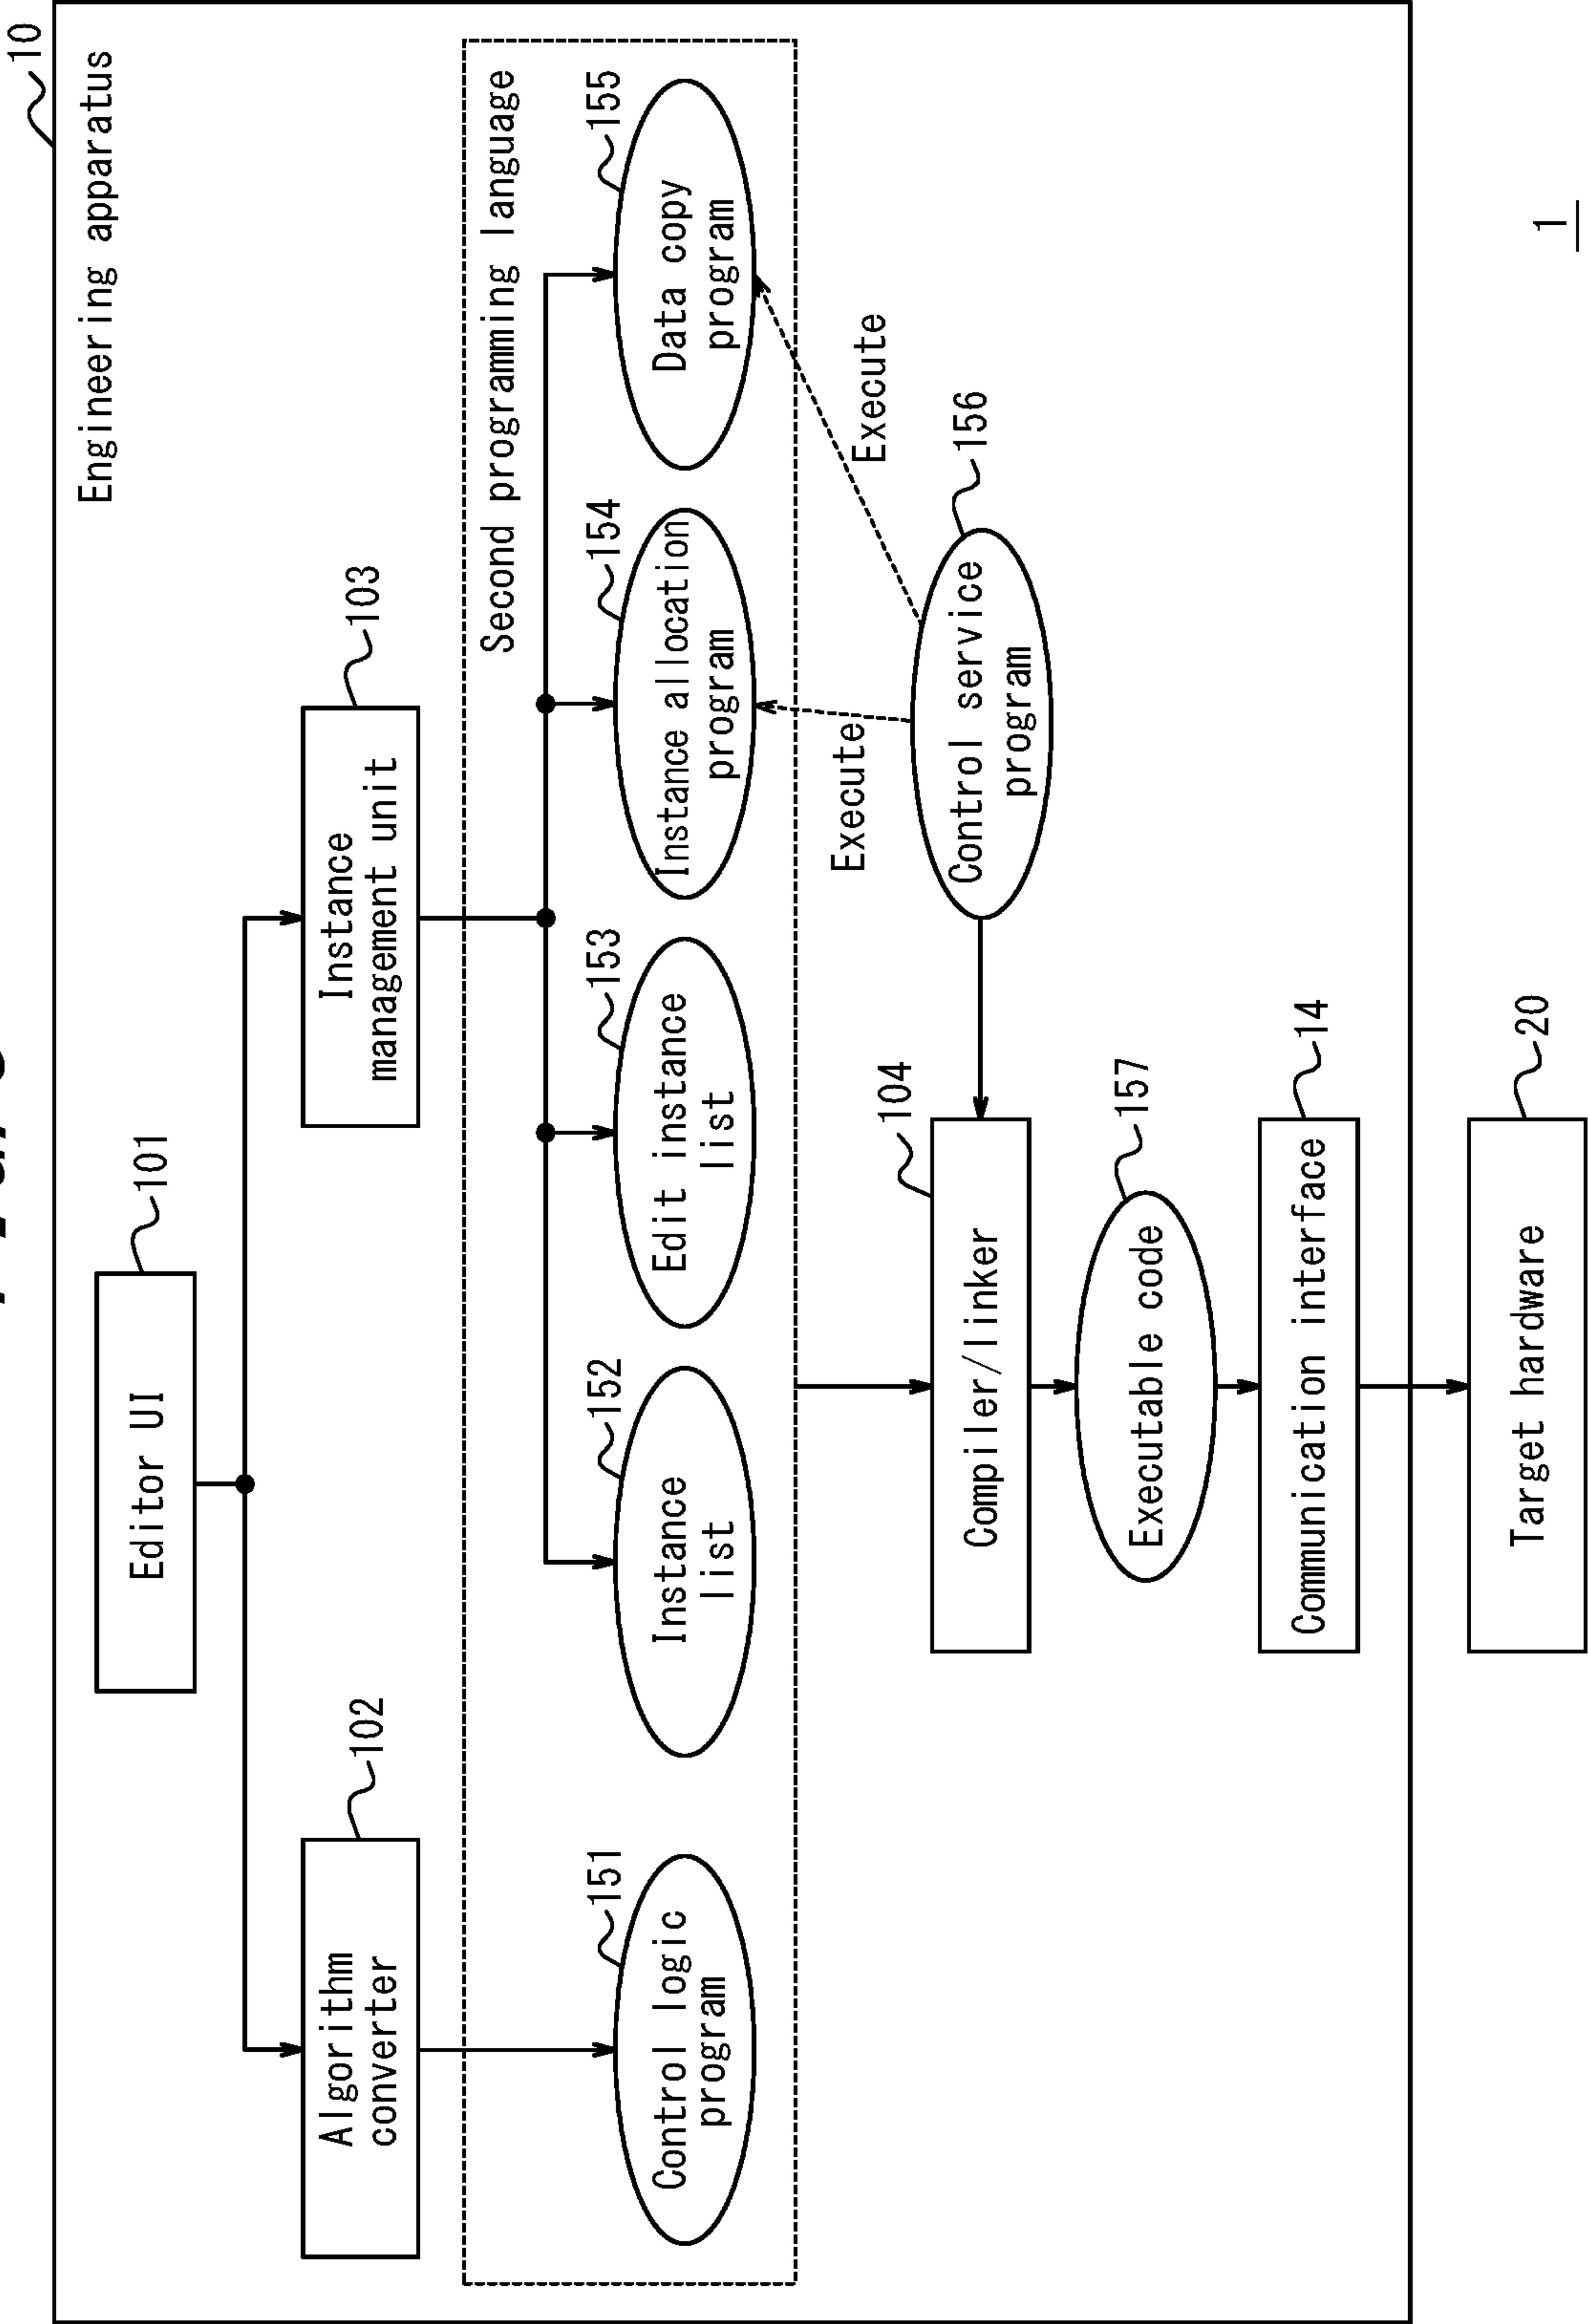 10
Engineering apparatus
Editor UI
101
Algorithm
converter
102
Instance
management unit
103
Second programming language
Control logic
program
151
Instance
list
152
Edit instance
list
153
Instance allocation
program
154
Data copy
program
155
Execute
Execute
Control service
program
156
Compiler/linker
104
Executable code
157
Communication interface
14
Target hardware
20
1